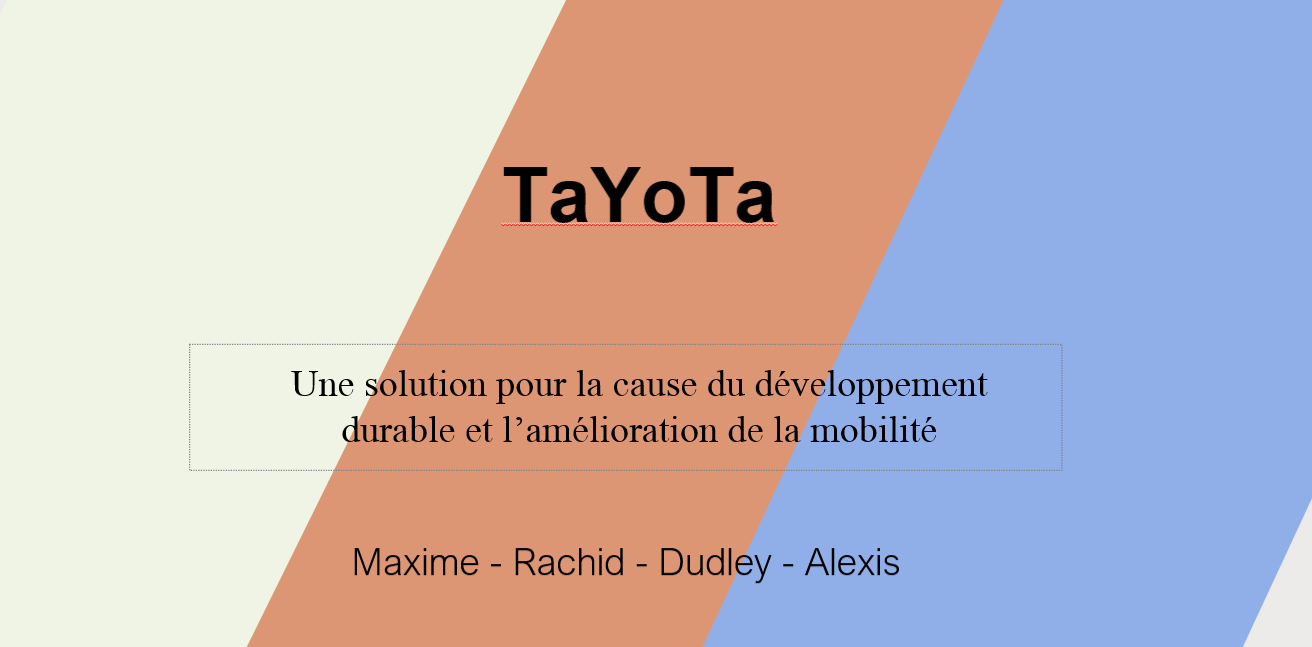 TaYoTa
Une solution pour la cause du développement
durable et l’amélioration de la mobilité
Maxime - Rachid - Dudley - Alexis